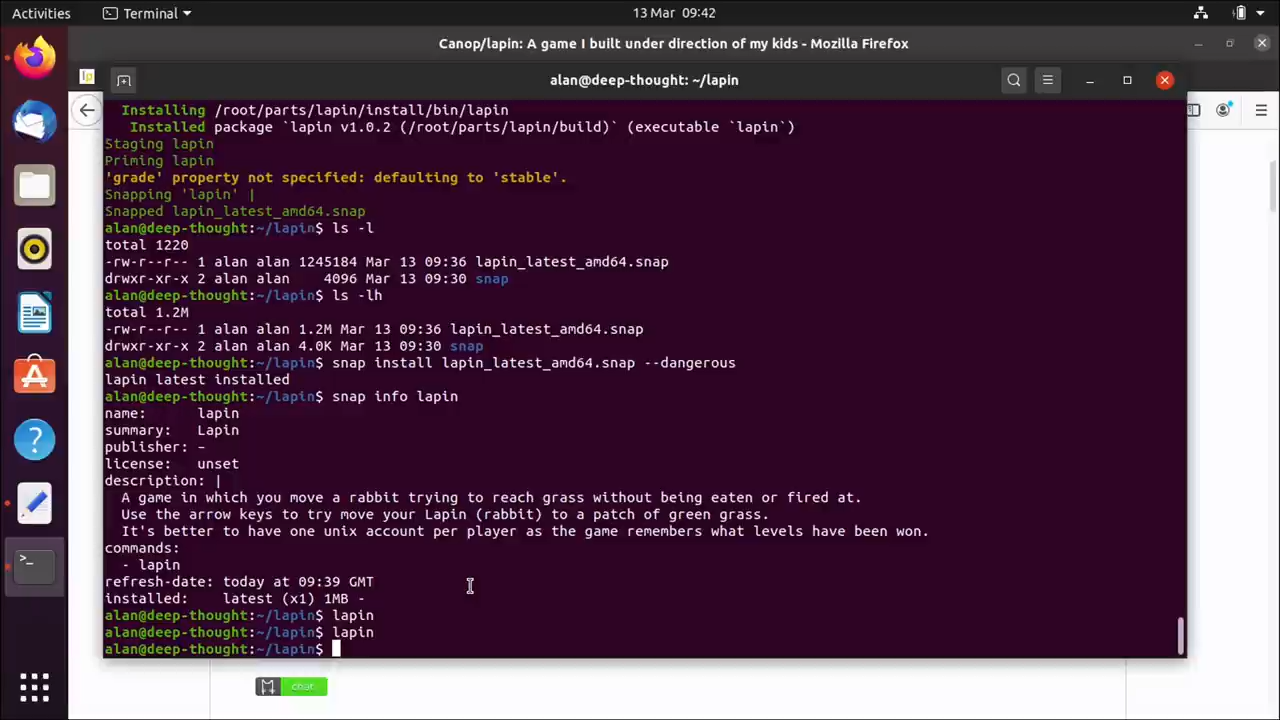 Activities
Terminal
13 Mar 09:42
Canop/lapin: A game I built under direction of my kids - Mozilla Firefox
alan@deep-thought: ~/lapin
Installing /root/parts/lapin/install/bin/lapin
Installed package `lapin v1.0.2 (/root/parts/lapin/build)` (executable `lapin`)
Staging lapin
Priming lapin
'grade' property not specified: defaulting to 'stable'.
Snapping 'lapin' |
Snapped lapin_latest_amd64.snap
alan@deep-thought:~/lapin$ ls -l
total 1220
-rw-r--r-- 1 alan alan 1245184 Mar 13 09:36 lapin_latest_amd64.snap
drwxr-xr-x 2 alan alan    4096 Mar 13 09:30 snap
alan@deep-thought:~/lapin$ ls -lh
total 1.2M
-rw-r--r-- 1 alan alan 1.2M Mar 13 09:36 lapin_latest_amd64.snap
drwxr-xr-x 2 alan alan 4.0K Mar 13 09:30 snap
alan@deep-thought:~/lapin$ snap install lapin_latest_amd64.snap --dangerous
lapin latest installed
alan@deep-thought:~/lapin$ snap info lapin
name:      lapin
summary:   Lapin
publisher: –
license:   unset
description: |
A game in which you move a rabbit trying to reach grass without being eaten or fired at.
Use the arrow keys to try move your Lapin (rabbit) to a patch of green grass.
It's better to have one unix account per player as the game remembers what levels have been won.
commands:
- lapin
refresh-date: today at 09:39 GMT
installed:    latest (x1) 1MB -
alan@deep-thought:~/lapin$ lapin
alan@deep-thought:~/lapin$ lapin
alan@deep-thought:~/lapin$